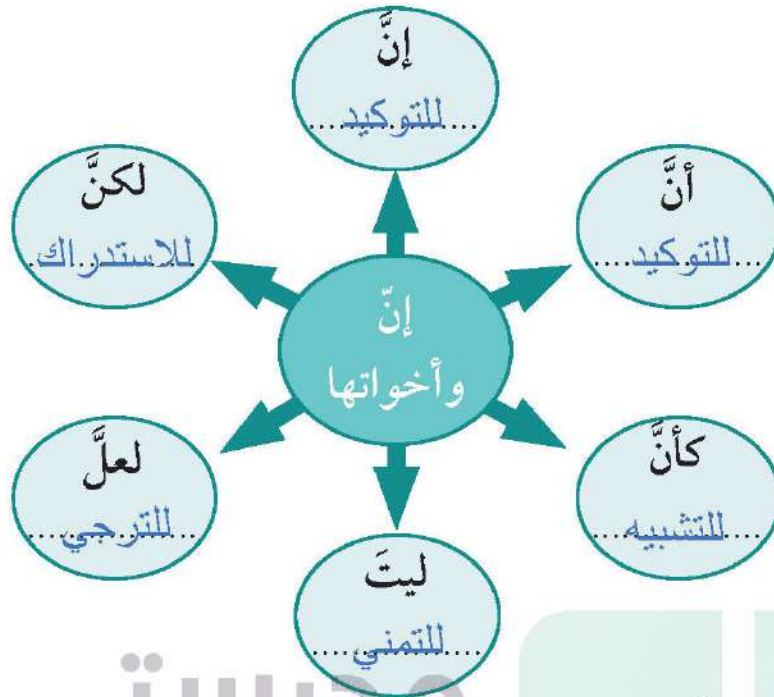 إنَّ
للتوكيد
لكنَّ
للاستدراك
أنَّ
للتوكيد
إنّ
وأخواتها
لعلَّ
للترجي
كأنَّ
للتشبيه
ليتَ
للتمني